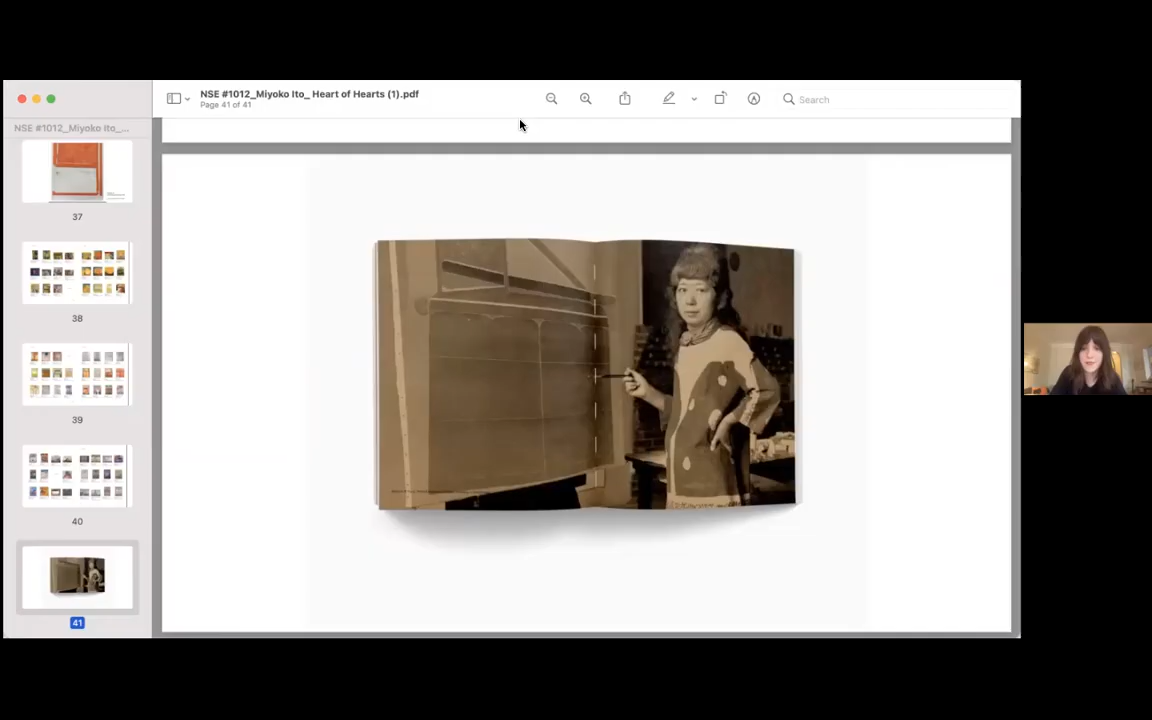 NSE #1012_Miyoko Ito_ Heart of Hearts (1).pdf
Page 41 of 41
Search
NSE #1012_Miyoko Ito_...
37
38
39
40
41